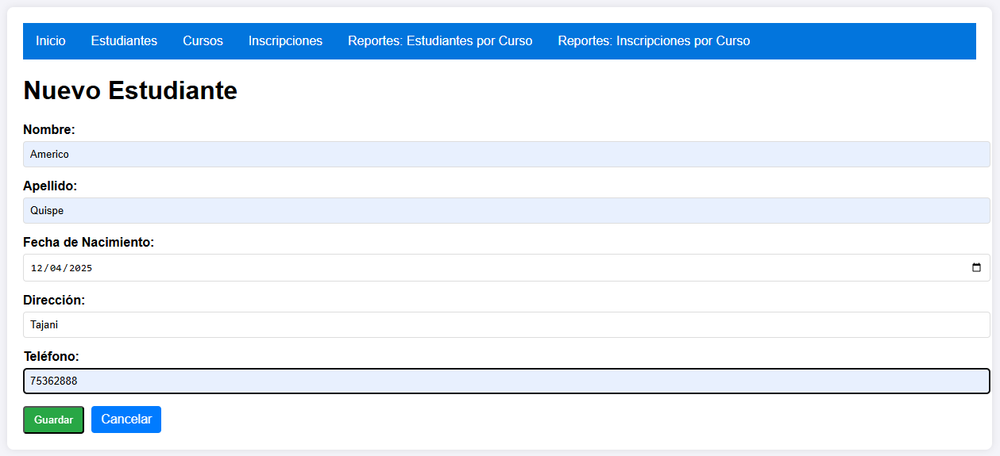 Inicio Estudiantes Cursos Inscripciones Reportes: Estudiantes por Curso Reportes: Inscripciones por Curso
Nuevo Estudiante
Nombre:
Americo
Apellido:
Quispe
Fecha de Nacimiento:
12/04/2025
Dirección:
Tajani
Teléfono:
75362888
Guardar Cancelar